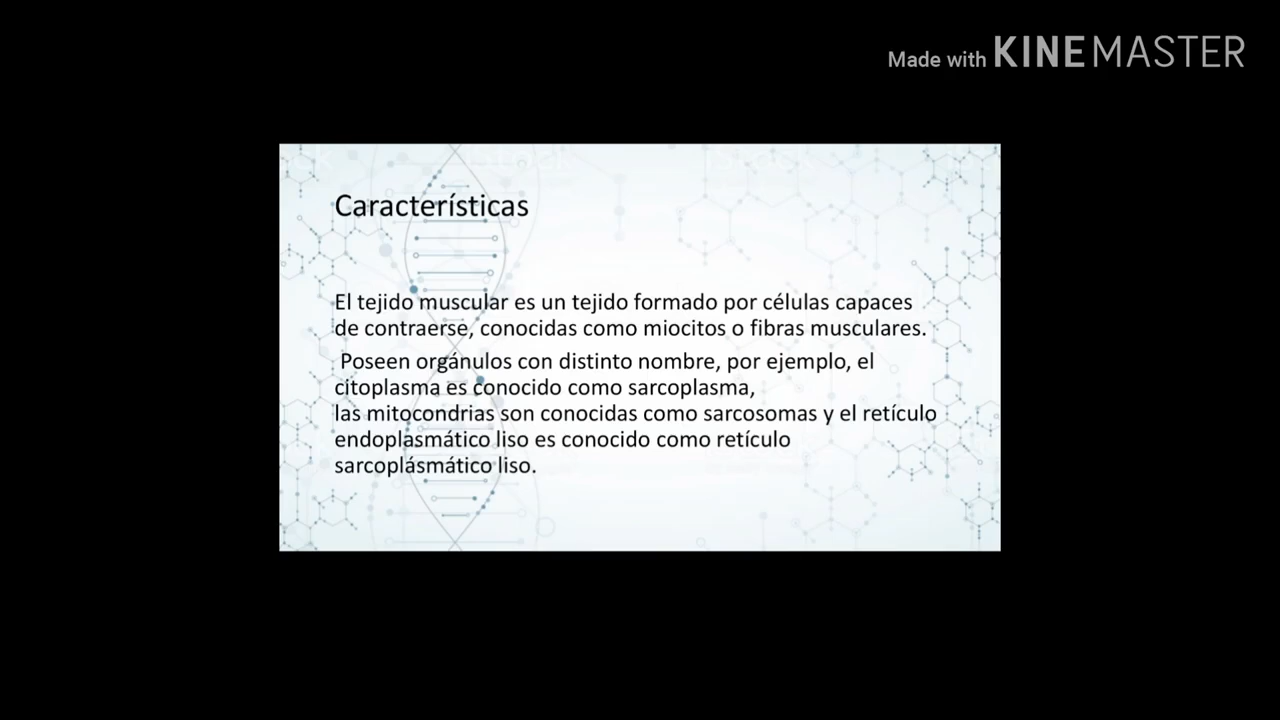 Made with KINEMASTER
Características
El tejido muscular es un tejido formado por células capaces
de contraerse, conocidas como miocitos o fibras musculares.
Poseen orgánulos con distinto nombre, por ejemplo, el
citoplasma es conocido como sarcoplasma,
las mitocondrias son conocidas como sarcosomas y el retículo
endoplasmático liso es conocido como retículo
sarcoplásmático liso.